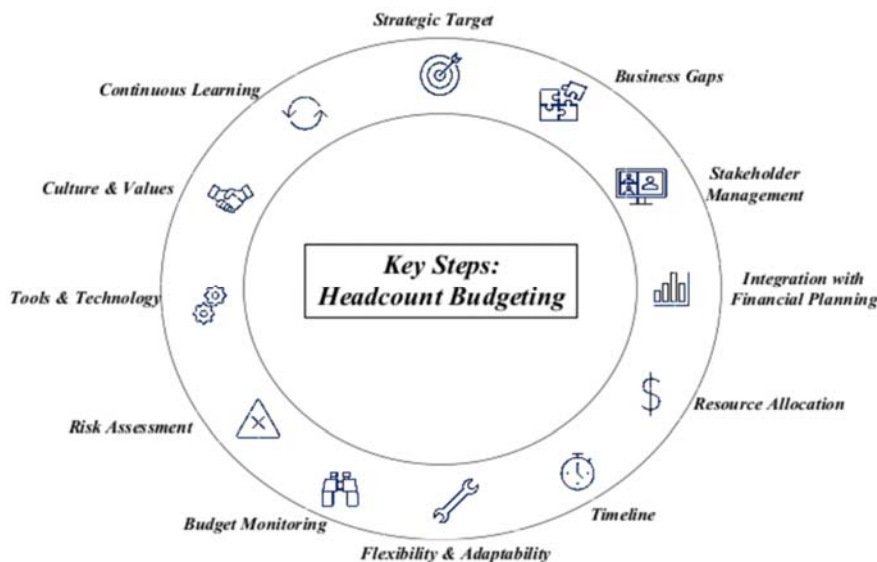 Strategic Target
Business Gaps
Continuous Learning
Stakeholder
Management
Culture & Values
Key Steps:
Headcount Budgeting
Integration with
Financial Planning
Tools & Technology
Resource Allocation
Risk Assessment
Timeline
Budget Monitoring
Flexibility & Adaptability